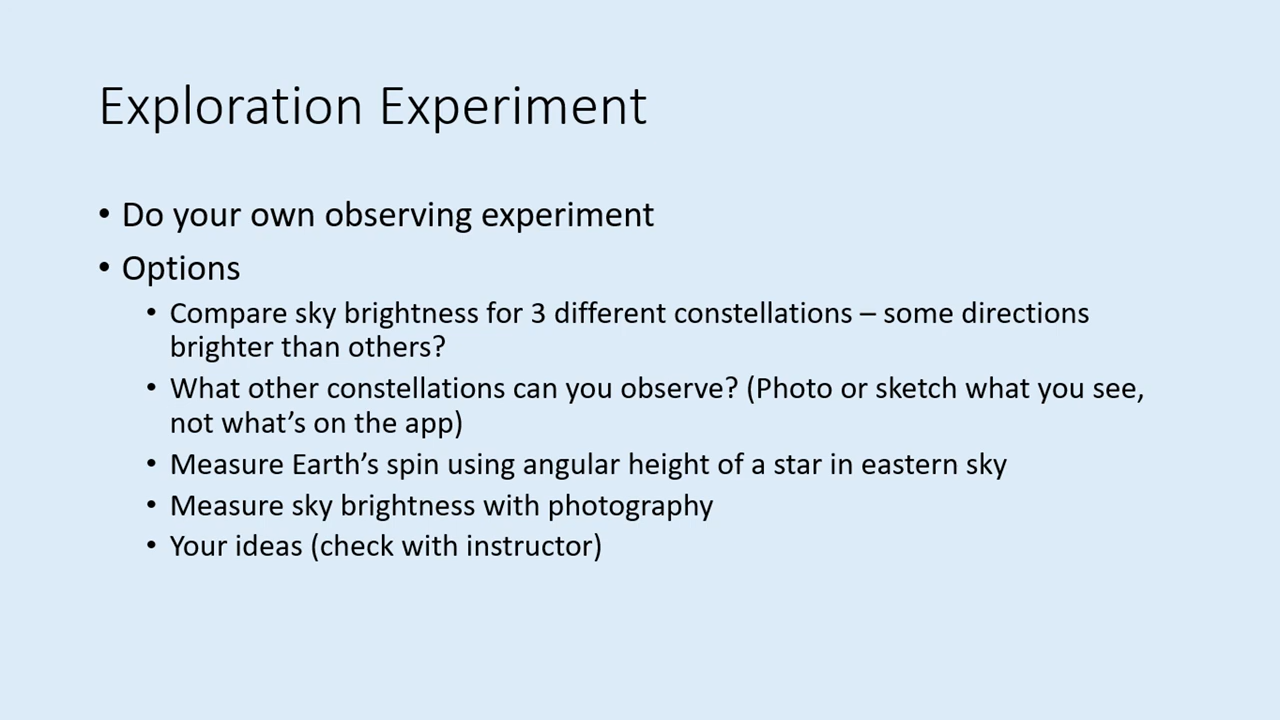 Exploration Experiment
• Do your own observing experiment
• Options
• Compare sky brightness for 3 different constellations – some directions
brighter than others?
• What other constellations can you observe? (Photo or sketch what you see,
not what’s on the app)
• Measure Earth’s spin using angular height of a star in eastern sky
• Measure sky brightness with photography
• Your ideas (check with instructor)